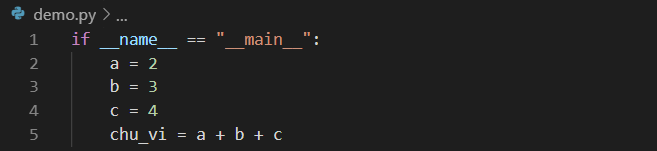 demo.py > ...
1 if __name__ == "__main__":
2     a = 2
3     b = 3
4     c = 4
5     chu_vi = a + b + c